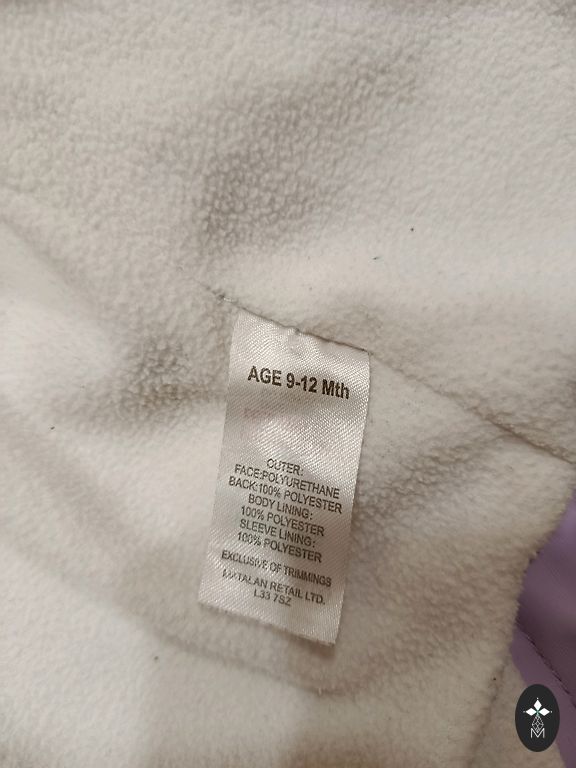 AGE 9-12 Mth
OUTER:
FACE:POLYURETHANE
BACK:100% POLYESTER
BODY LINING:
100% POLYESTER
SLEEVE LINING:
100% POLYESTER
EXCLUSIVE OF TRIMMINGS
MATALAN RETAIL LTD.
L33 7SZ
M